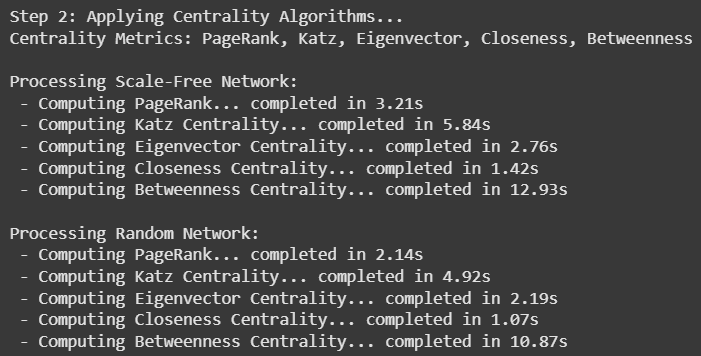 Step 2: Applying Centrality Algorithms...
Centrality Metrics: PageRank, Katz, Eigenvector, Closeness, Betweenness
Processing Scale-Free Network:
- Computing PageRank... completed in 3.21s
- Computing Katz Centrality... completed in 5.84s
- Computing Eigenvector Centrality... completed in 2.76s
- Computing Closeness Centrality... completed in 1.42s
- Computing Betweenness Centrality... completed in 12.93s
Processing Random Network:
- Computing PageRank... completed in 2.14s
- Computing Katz Centrality... completed in 4.92s
- Computing Eigenvector Centrality... completed in 2.19s
- Computing Closeness Centrality... completed in 1.07s
- Computing Betweenness Centrality... completed in 10.87s